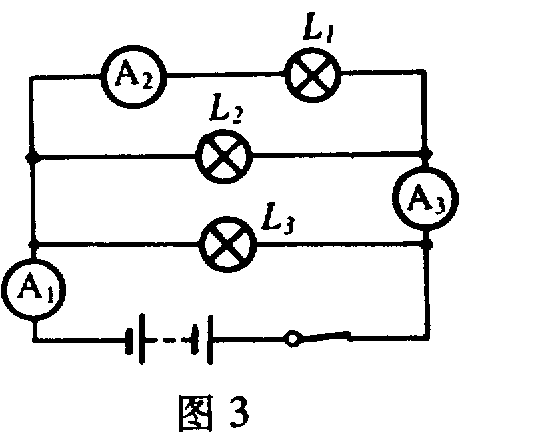 L₁
A₂
L₂
A₃
L₃
A₁
图 3